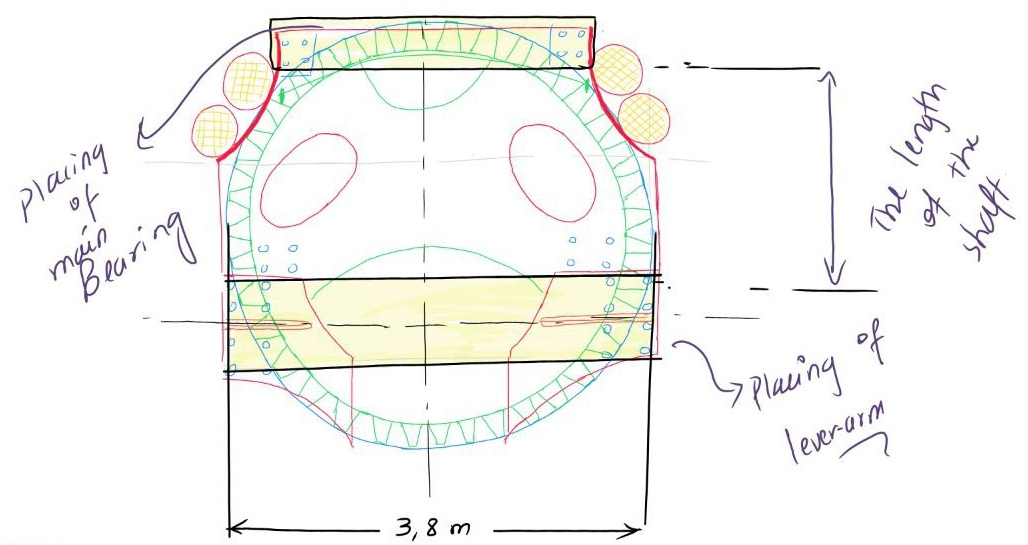 Placing
of
main
Bearing
The length
of the
shaft
Placing of
lever-arm
3,8 m